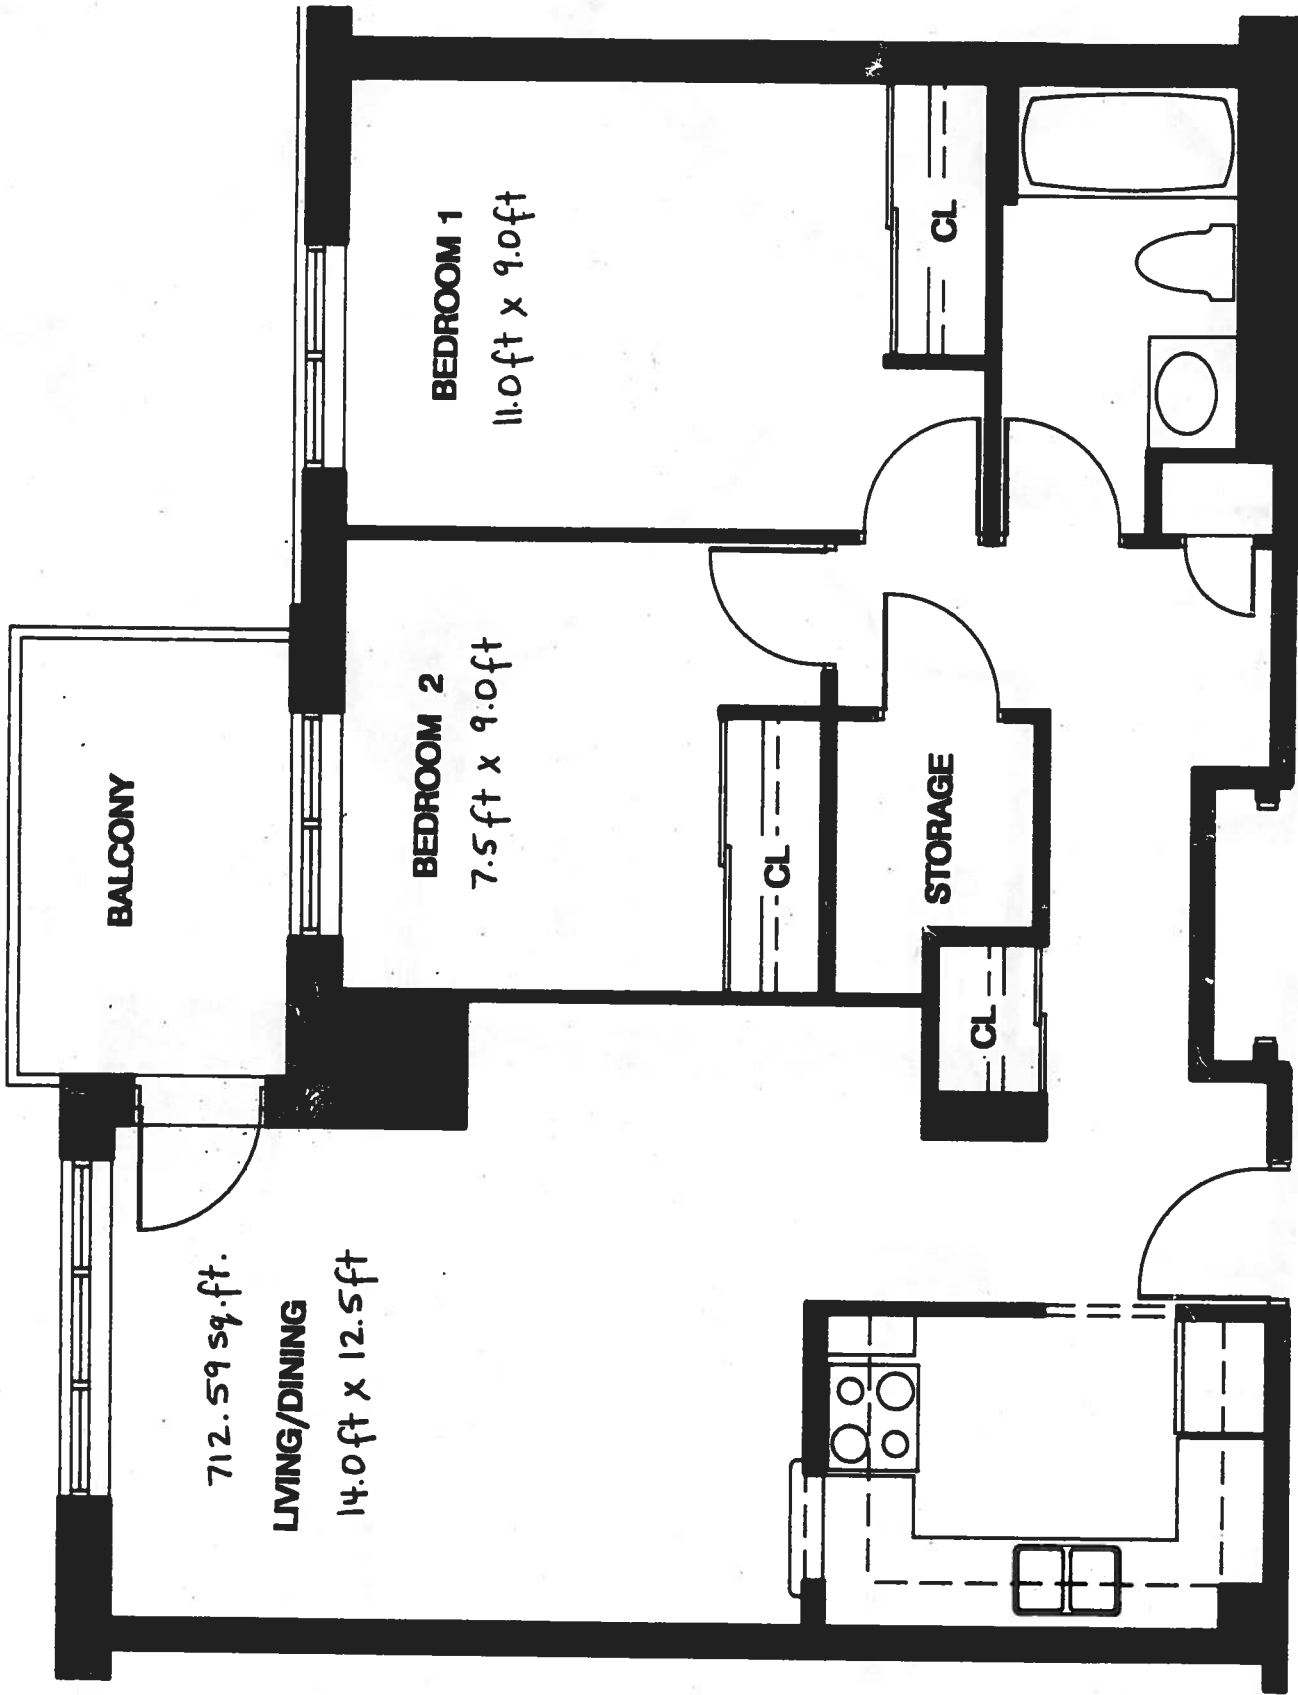 BALCONY
BEDROOM 2
7.5ft x 9.0ft
BEDROOM 1
11.0ft x 9.0ft
712.59 sq.ft.
LIVING/DINING
14.0ft x 12.5ft
CL
STORAGE
CL
CL